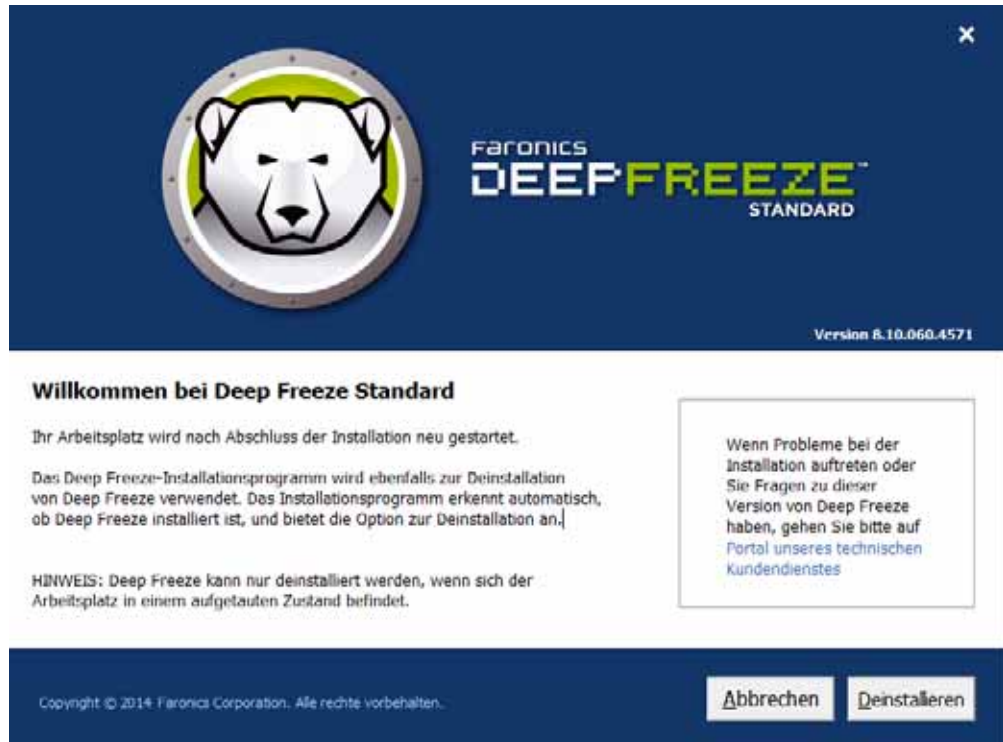 ×
Faronics
DEEPFREEZE™
STANDARD
Version 8.10.060.4571
Willkommen bei Deep Freeze Standard
Ihr Arbeitsplatz wird nach Abschluss der Installation neu gestartet.
Das Deep Freeze-Installationsprogramm wird ebenfalls zur Deinstallation
von Deep Freeze verwendet. Das Installationsprogramm erkennt automatisch,
ob Deep Freeze installiert ist, und bietet die Option zur Deinstallation an.
HINWEIS: Deep Freeze kann nur deinstalliert werden, wenn sich der
Arbeitsplatz in einem aufgetauten Zustand befindet.
Wenn Probleme bei der
Installation auftreten oder
Sie Fragen zu dieser
Version von Deep Freeze
haben, gehen Sie bitte auf
Portal unseres technischen
Kundendienstes
Copyright © 2014 Faronics Corporation. Alle rechte vorbehalten.
Abbrechen
Deinstallieren